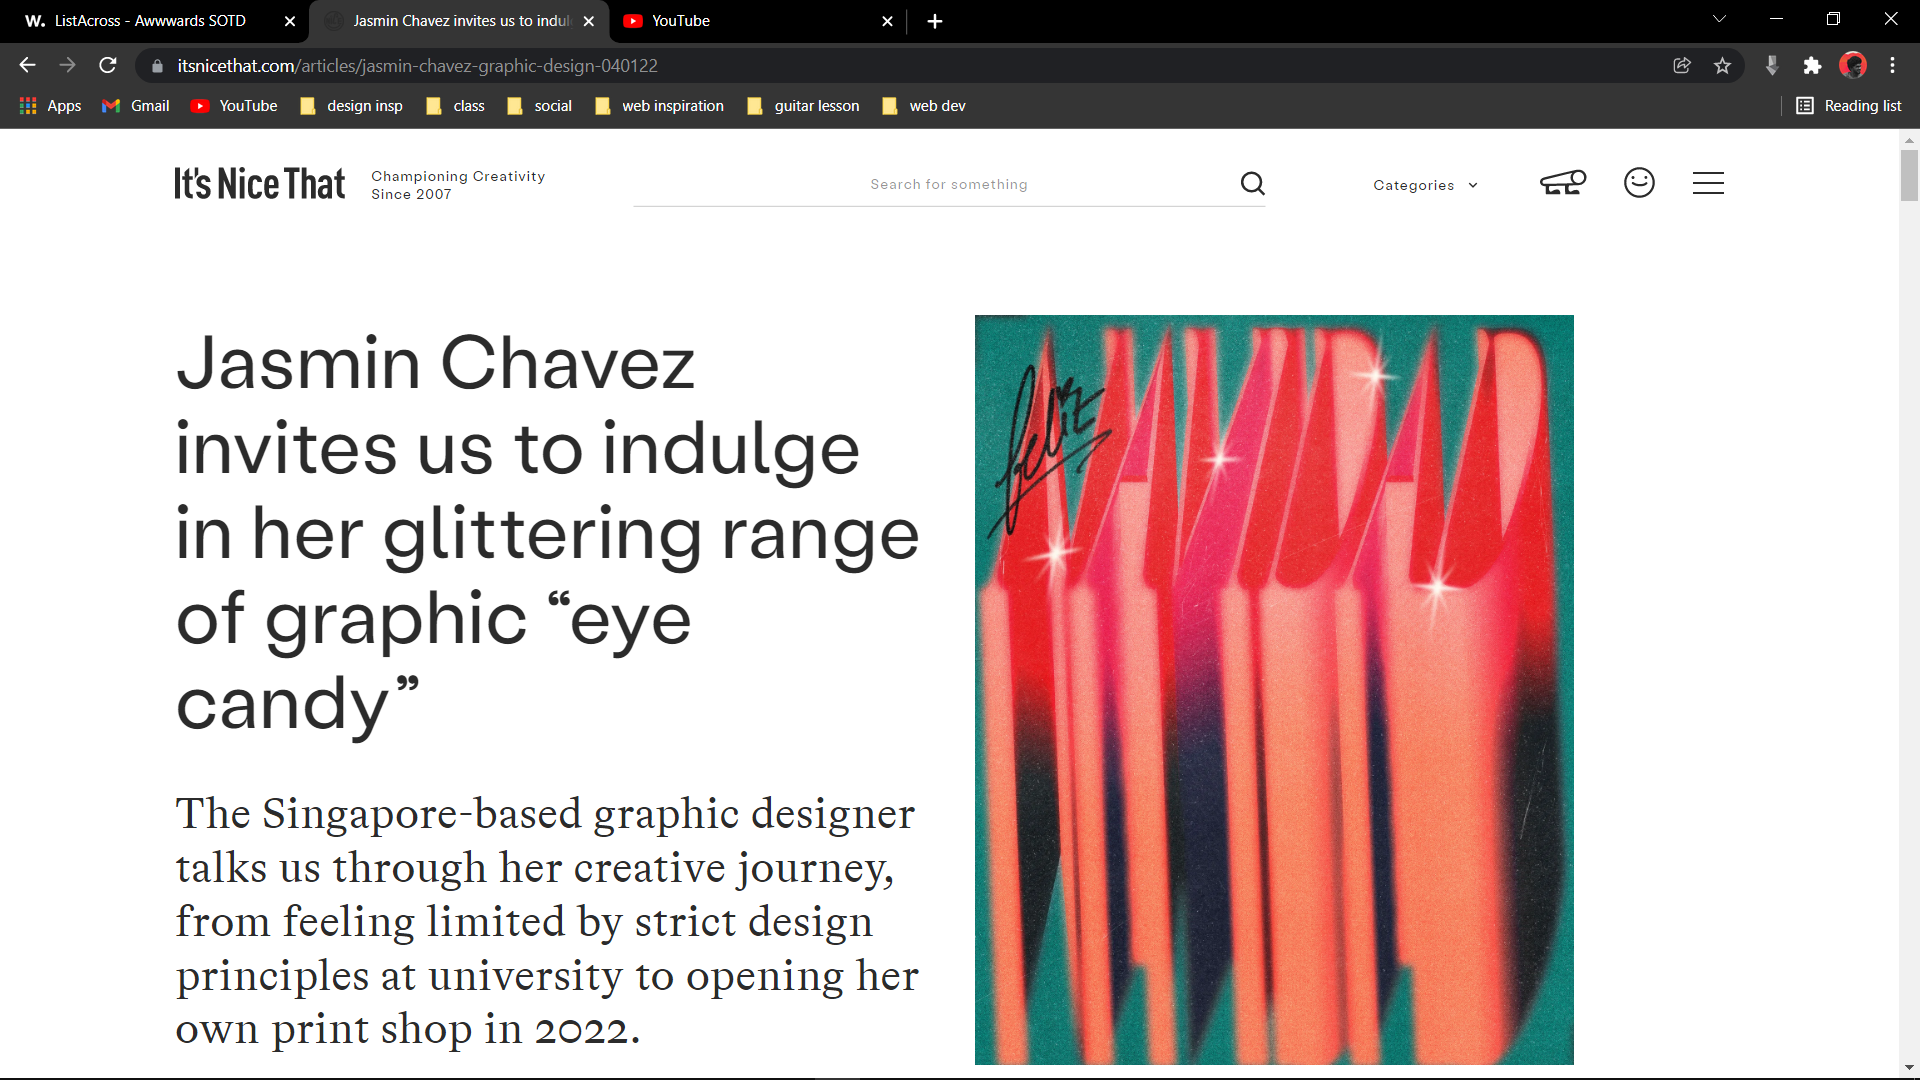 ListAcross - Awwwards SOTD
Jasmin Chavez invites us to indul
YouTube
itsnicethat.com/articles/jasmin-chavez-graphic-design-040122
Apps
Gmail
YouTube
design insp
class
social
web inspiration
guitar lesson
web dev
Reading list
It's Nice That
Championing Creativity
Since 2007
Search for something
Categories
Jasmin Chavez
invites us to indulge
in her glittering range
of graphic “eye
candy”
The Singapore-based graphic designer
talks us through her creative journey,
from feeling limited by strict design
principles at university to opening her
own print shop in 2022.
feliz